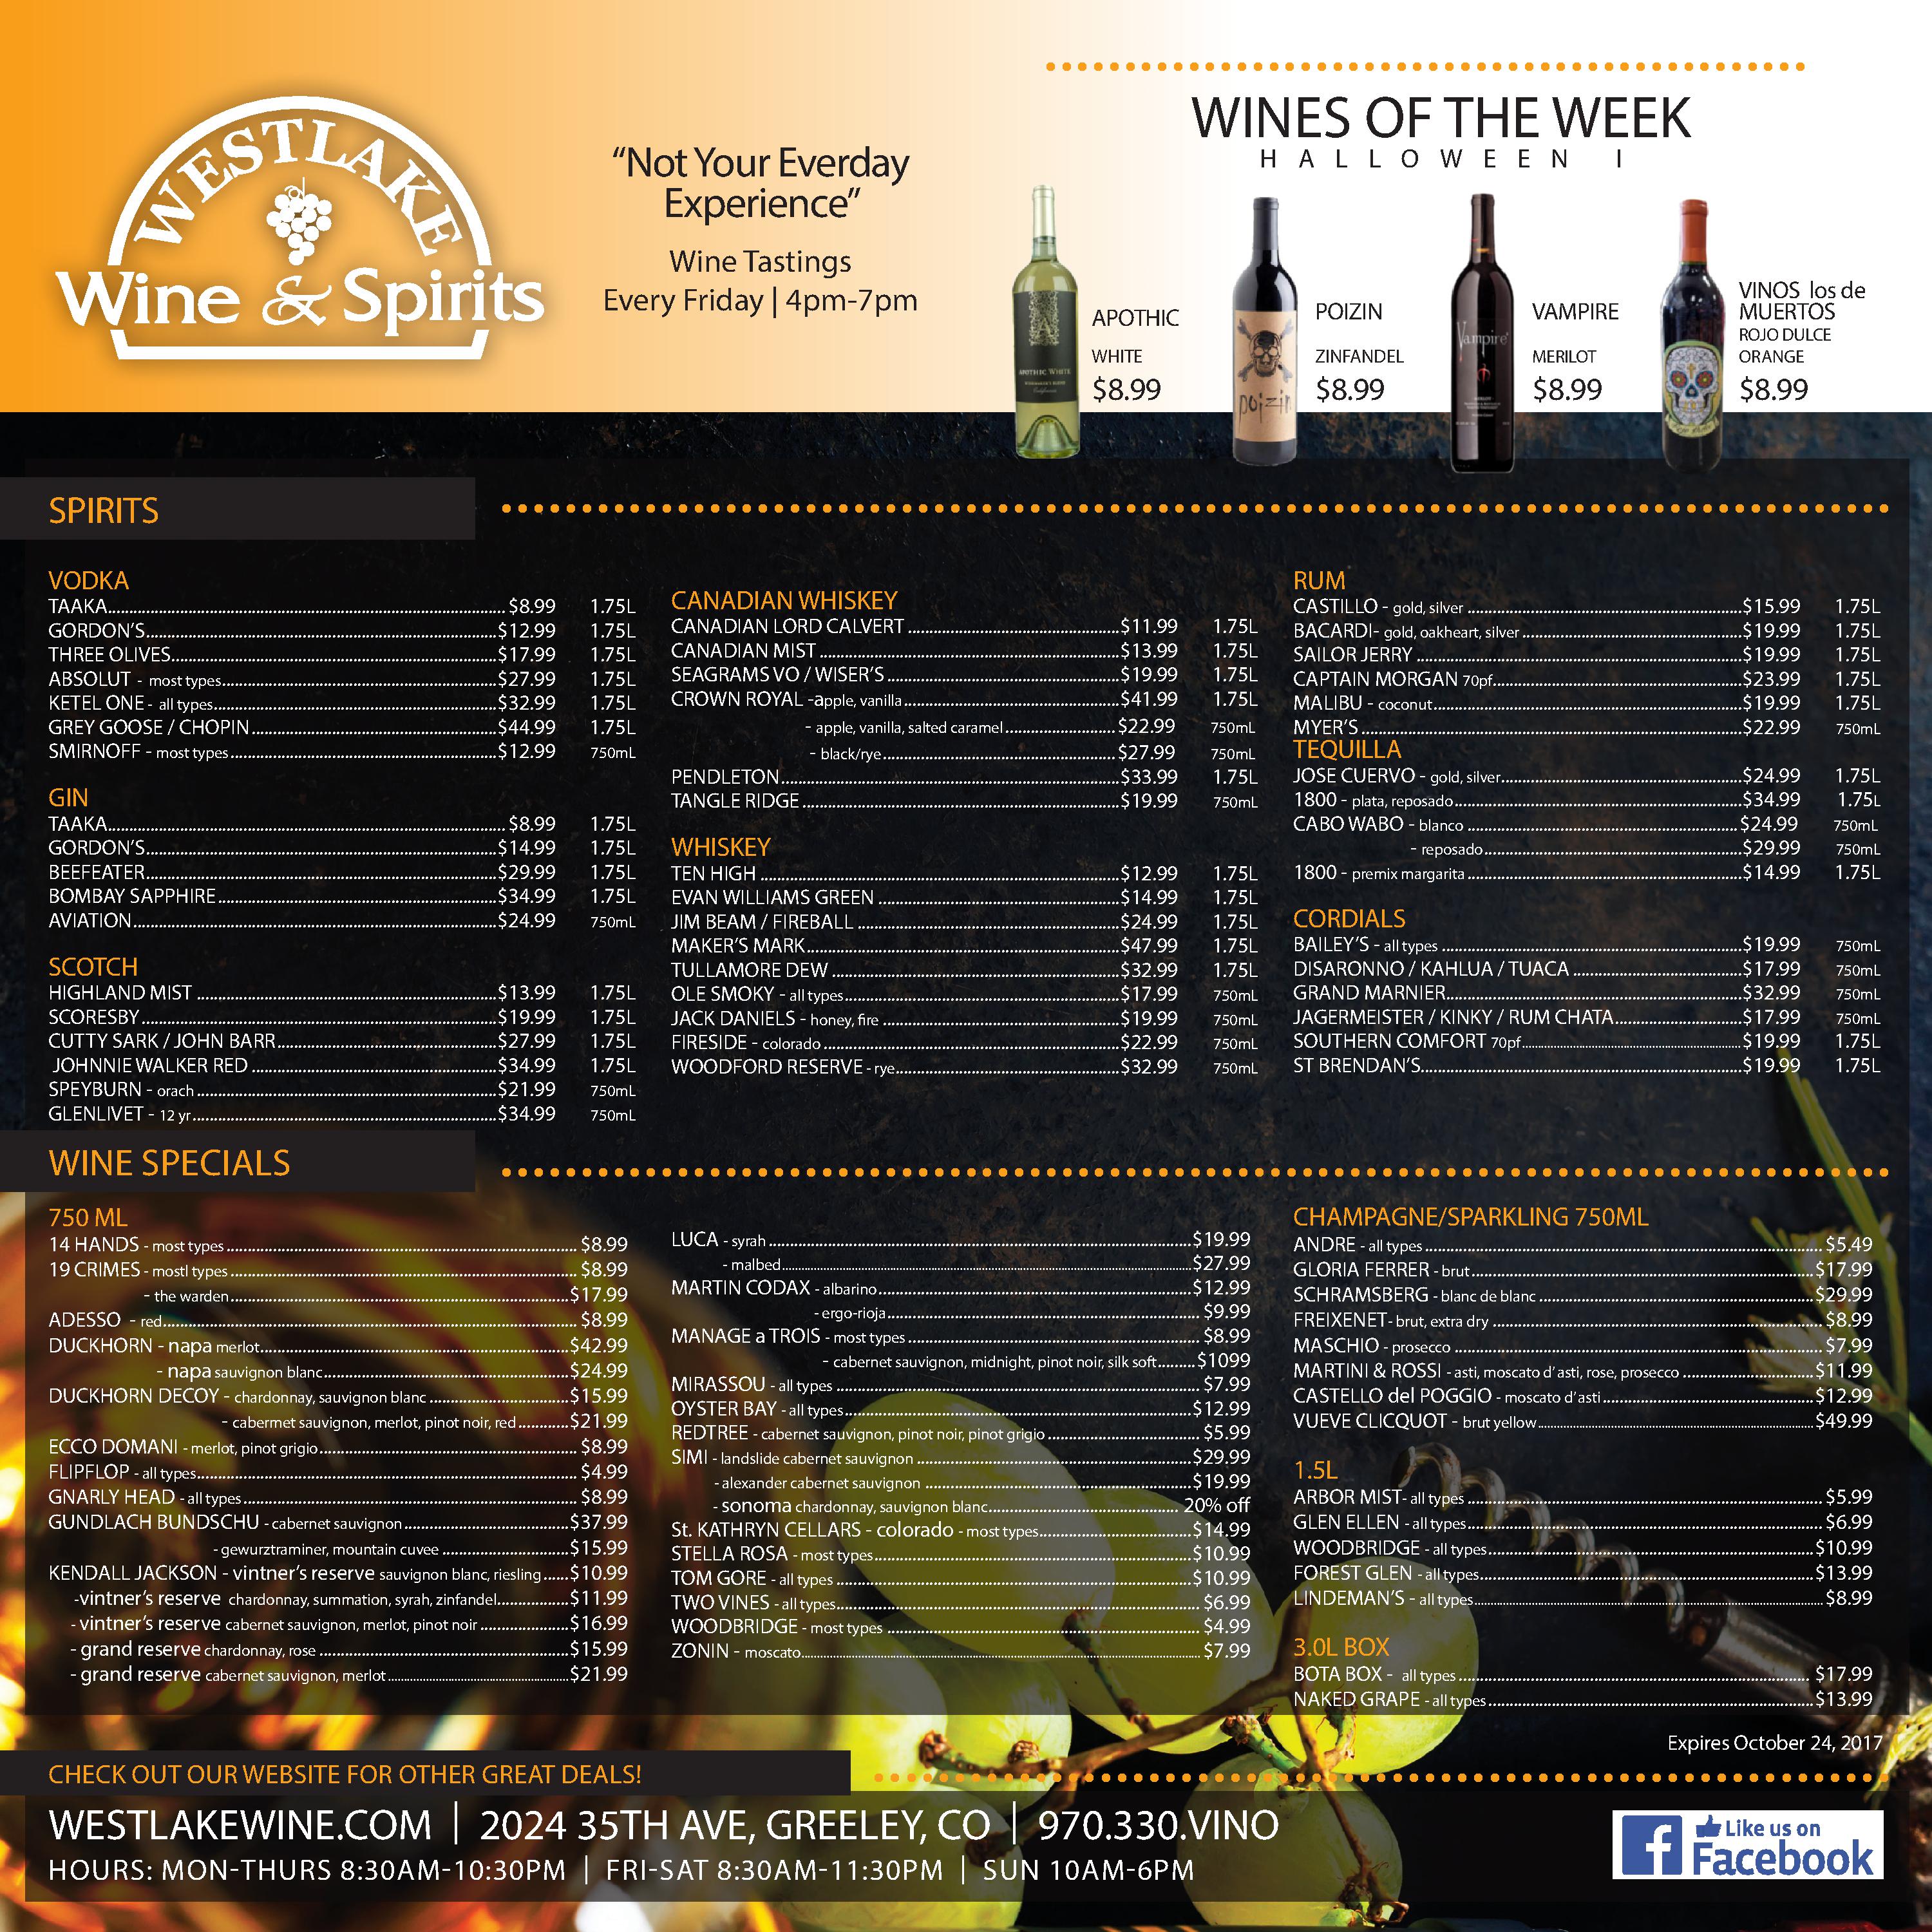 WESTLAKE
Wine & Spirits
“Not Your Everday
Experience”
Wine Tastings
Every Friday | 4pm-7pm
WINES OF THE WEEK
HALLOWEEN I
APOTHIC WHITE
APOTHIC
WHITE
$8.99
poizin
POIZIN
ZINFANDEL
$8.99
Vampire
VAMPIRE
MERILOT
$8.99
VINOS los de
MUERTOS
ROJO DULCE
ORANGE
$8.99
SPIRITS
VODKA
TAAKA $8.99 1.75L
GORDON'S $12.99 1.75L
THREE OLIVES $17.99 1.75L
ABSOLUT - most types $27.99 1.75L
KETEL ONE - all types $32.99 1.75L
GREY GOOSE / CHOPIN $44.99 1.75L
SMIRNOFF - most types $12.99 750mL
GIN
TAAKA $8.99 1.75L
GORDON'S $14.99 1.75L
BEEFEATER $29.99 1.75L
BOMBAY SAPPHIRE $34.99 1.75L
AVIATION $24.99 750mL
SCOTCH
HIGHLAND MIST $13.99 1.75L
SCORESBY $19.99 1.75L
CUTTY SARK / JOHN BARR $27.99 1.75L
JOHNNIE WALKER RED $34.99 1.75L
SPEYBURN - orach $21.99 750mL
GLENLIVET - 12 yr $34.99 750mL
CANADIAN WHISKEY
CANADIAN LORD CALVERT $11.99 1.75L
CANADIAN MIST $13.99 1.75L
SEAGRAMS VO / WISER'S $19.99 1.75L
CROWN ROYAL -apple, vanilla $41.99 1.75L
- apple, vanilla, salted caramel $22.99 750mL
- black/rye $27.99 750mL
PENDLETON $33.99 1.75L
TANGLE RIDGE $19.99 750mL
WHISKEY
TEN HIGH $12.99 1.75L
EVAN WILLIAMS GREEN $14.99 1.75L
JIM BEAM / FIREBALL $24.99 1.75L
MAKER'S MARK $47.99 1.75L
TULLAMORE DEW $32.99 1.75L
OLE SMOKY - all types $17.99 750mL
JACK DANIELS - honey, fire $19.99 750mL
FIRESIDE - colorado $22.99 750mL
WOODFORD RESERVE - rye $32.99 750mL
RUM
CASTILLO - gold, silver $15.99 1.75L
BACARDI- gold, oakheart, silver $19.99 1.75L
SAILOR JERRY $19.99 1.75L
CAPTAIN MORGAN 70pf $23.99 1.75L
MALIBU - coconut $19.99 1.75L
MYER'S $22.99 750mL
TEQUILLA
JOSE CUERVO - gold, silver $24.99 1.75L
1800 - plata, reposado $34.99 1.75L
CABO WABO - blanco $24.99 750mL
- reposado $29.99 750mL
1800 - premix margarita $14.99 1.75L
CORDIALS
BAILEY'S - all types $19.99 750mL
DISARONNO / KAHLUA / TUACA $17.99 750mL
GRAND MARNIER $32.99 750mL
JAGERMEISTER / KINKY / RUM CHATA $17.99 750mL
SOUTHERN COMFORT 70pf $19.99 1.75L
ST BRENDAN'S $19.99 1.75L
WINE SPECIALS
750 ML
14 HANDS - most types $8.99
19 CRIMES - mostl types $8.99
- the warden $17.99
ADESSO - red $8.99
DUCKHORN - napa merlot $42.99
- napa sauvignon blanc $24.99
DUCKHORN DECOY - chardonnay, sauvignon blanc $15.99
- cabermet sauvignon, merlot, pinot noir, red $21.99
ECCO DOMANI - merlot, pinot grigio $8.99
FLIPFLOP - all types $4.99
GNARLY HEAD - all types $8.99
GUNDLACH BUNDSCHU - cabernet sauvignon $37.99
- gewurztraminer, mountain cuvee $15.99
KENDALL JACKSON - vintner's reserve sauvignon blanc, riesling $10.99
-vintner's reserve chardonnay, summation, syrah, zinfandel $11.99
- vintner's reserve cabernet sauvignon, merlot, pinot noir $16.99
- grand reserve chardonnay, rose $15.99
- grand reserve cabernet sauvignon, merlot $21.99
LUCA - syrah $19.99
- malbed $27.99
MARTIN CODAX - albarino $12.99
- ergo-rioja $9.99
MANAGE a TROIS - most types $8.99
- cabernet sauvignon, midnight, pinot noir, silk soft $1099
MIRASSOU - all types $7.99
OYSTER BAY - all types $12.99
REDTREE - cabernet sauvignon, pinot noir, pinot grigio $5.99
SIMI - landslide cabernet sauvignon $29.99
- alexander cabernet sauvignon $19.99
- sonoma chardonnay, sauvignon blanc 20% off
St. KATHRYN CELLARS - colorado - most types $14.99
STELLA ROSA - most types $10.99
TOM GORE - all types $10.99
TWO VINES - all types $6.99
WOODBRIDGE - most types $4.99
ZONIN - moscato $7.99
CHAMPAGNE/SPARKLING 750ML
ANDRE - all types $5.49
GLORIA FERRER - brut $17.99
SCHRAMSBERG - blanc de blanc $29.99
FREIXENET- brut, extra dry $8.99
MASCHIO - prosecco $7.99
MARTINI & ROSSI - asti, moscato d' asti, rose, prosecco $11.99
CASTELLO del POGGIO - moscato d'asti $12.99
VUEVE CLICQUOT - brut yellow $49.99
1.5L
ARBOR MIST- all types $5.99
GLEN ELLEN - all types $6.99
WOODBRIDGE - all types $10.99
FOREST GLEN - all types $13.99
LINDEMAN'S - all types $8.99
3.0L BOX
BOTA BOX - all types $17.99
NAKED GRAPE - all types $13.99
Expires October 24, 2017
CHECK OUT OUR WEBSITE FOR OTHER GREAT DEALS!
WESTLAKEWINE.COM | 2024 35TH AVE, GREELEY, CO | 970.330.VINO
HOURS: MON-THURS 8:30AM-10:30PM | FRI-SAT 8:30AM-11:30PM | SUN 10AM-6PM
f Like us on
Facebook